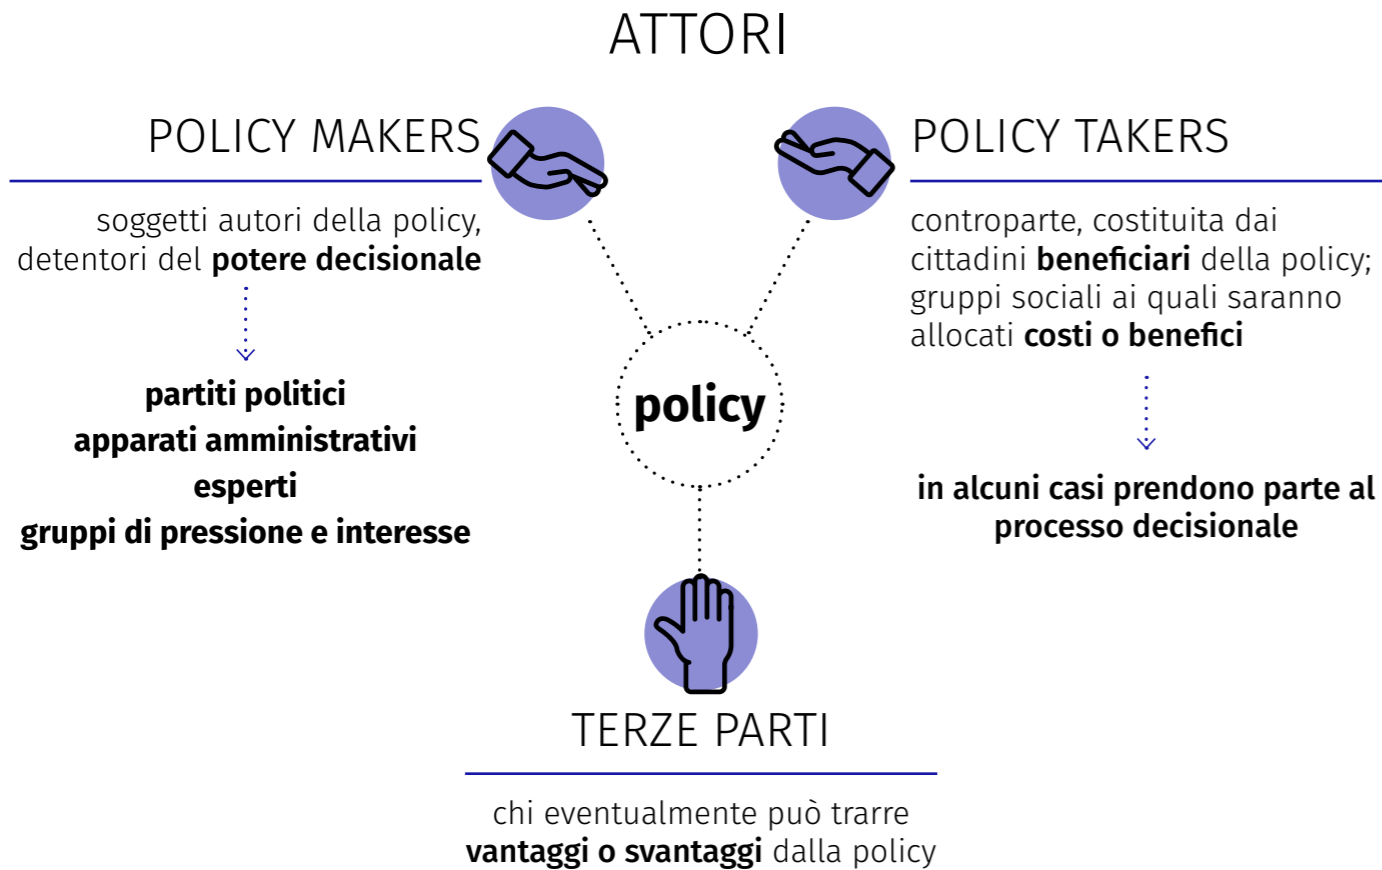 ATTORI
POLICY MAKERS
soggetti autori della policy,
detentori del potere decisionale
partiti politici
apparati amministrativi
esperti
gruppi di pressione e interesse
POLICY TAKERS
controparte, costituita dai
cittadini beneficiari della policy;
gruppi sociali ai quali saranno
allocati costi o benefici
in alcuni casi prendono parte al
processo decisionale
policy
TERZE PARTI
chi eventualmente può trarre
vantaggi o svantaggi dalla policy